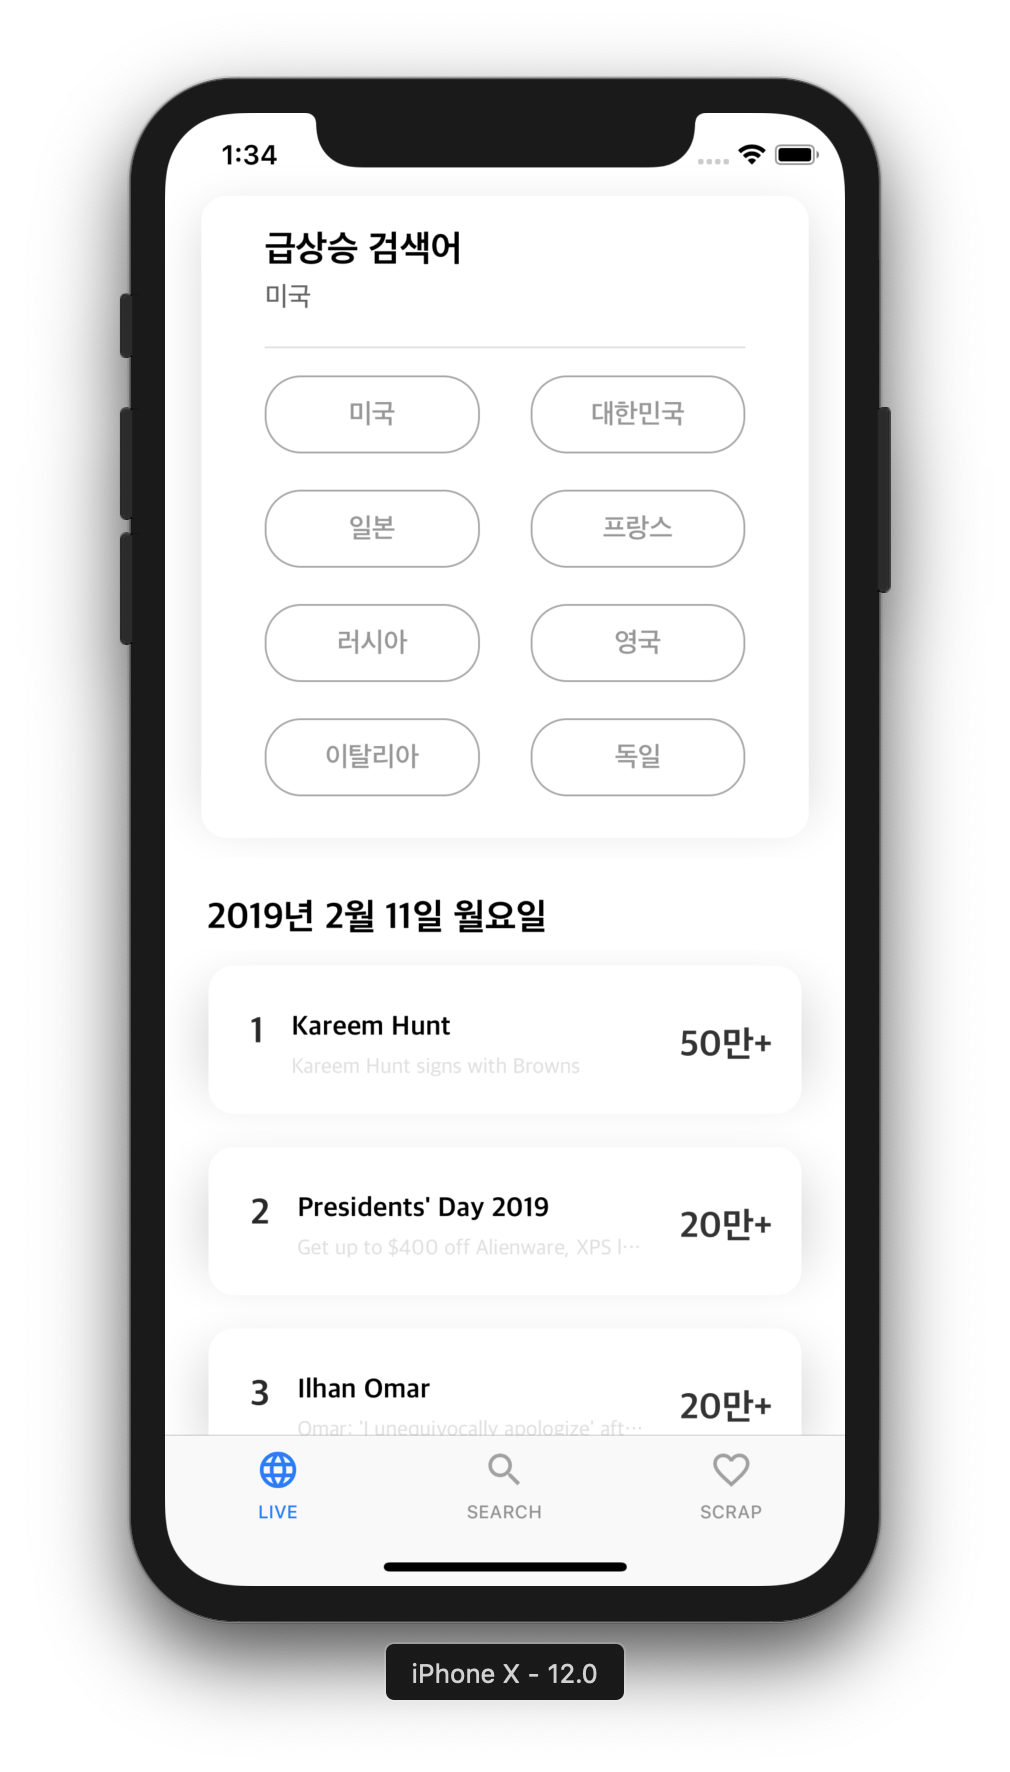 1:34
급상승 검색어
미국
미국 대한민국
일본 프랑스
러시아 영국
이탈리아 독일
2019년 2월 11일 월요일
1 Kareem Hunt 50만+
Kareem Hunt signs with Browns
2 Presidents' Day 2019 20만+
Get up to $400 off Alienware, XPS l…
3 Ilhan Omar 20만+
Omar: 'I unequivocally apologize' aft…
LIVE SEARCH SCRAP
iPhone X - 12.0